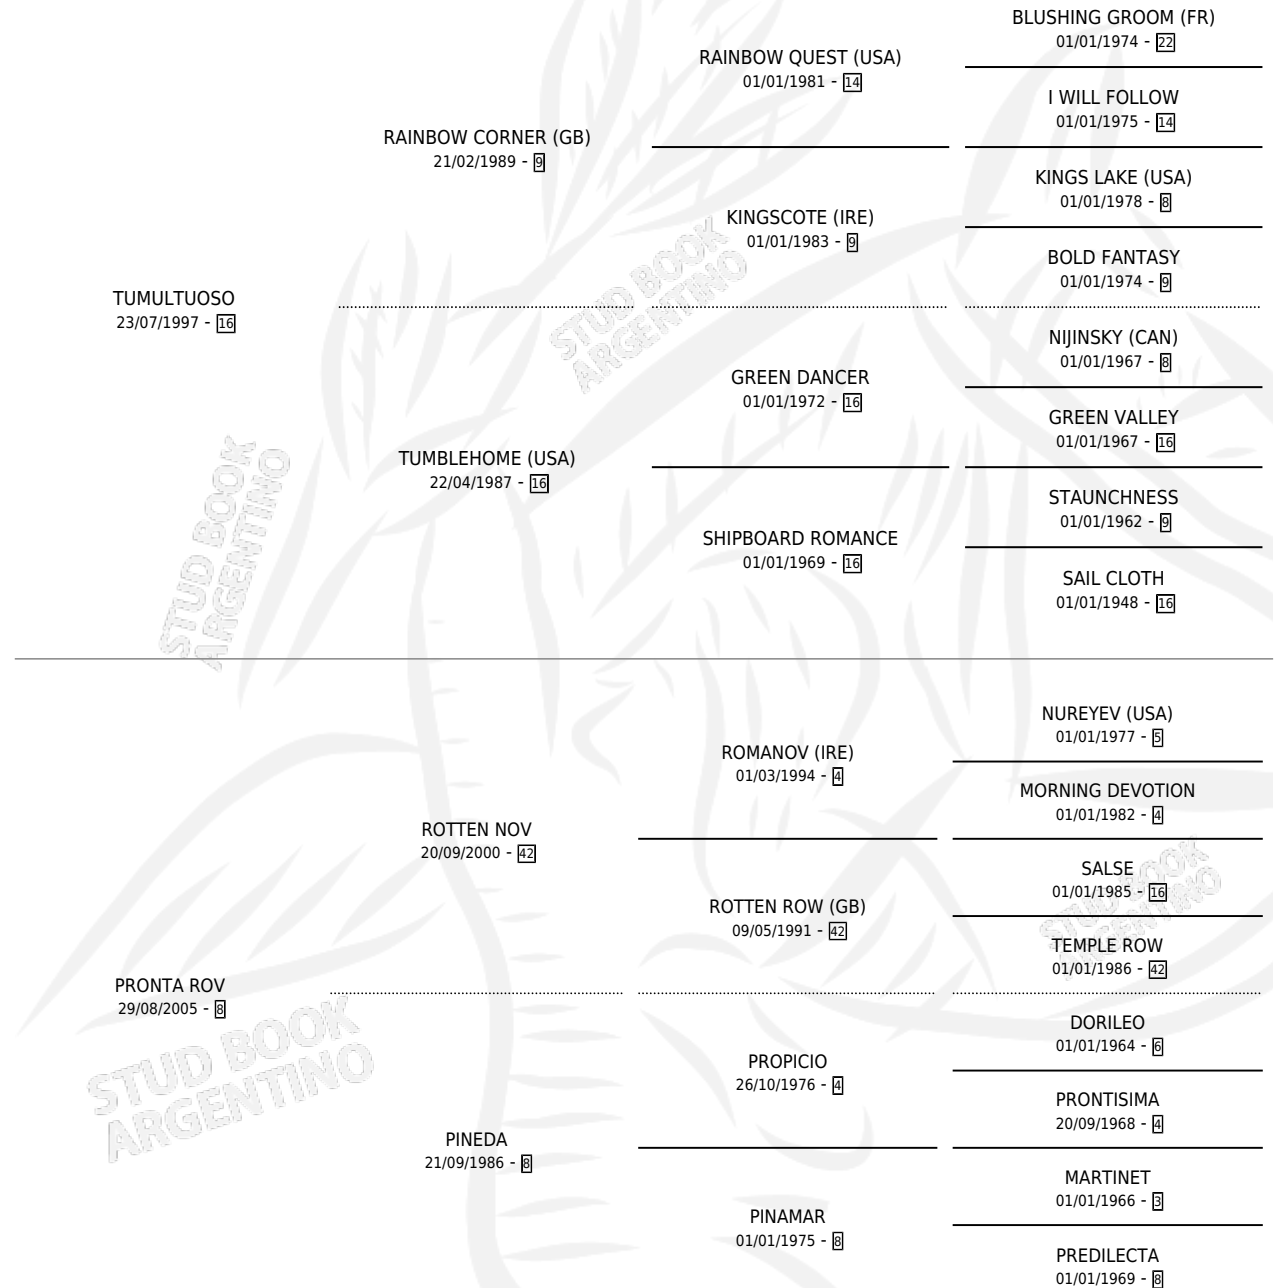 BLUSHING GROOM (FR)
01/01/1974 - 22
RAINBOW QUEST (USA)
01/01/1981 - 14
I WILL FOLLOW
01/01/1975 - 14
RAINBOW CORNER (GB)
21/02/1989 - 9
KINGS LAKE (USA)
01/01/1978 - 8
KINGSCOTE (IRE)
01/01/1983 - 9
BOLD FANTASY
01/01/1974 - 9
TUMULTUOSO
23/07/1997 - 16
NIJINSKY (CAN)
01/01/1967 - 8
GREEN DANCER
01/01/1972 - 16
GREEN VALLEY
01/01/1967 - 16
TUMBLEHOME (USA)
22/04/1987 - 16
STAUNCHNESS
01/01/1962 - 9
SHIPBOARD ROMANCE
01/01/1969 - 16
SAIL CLOTH
01/01/1948 - 16
STUD BOOK
ARGENTINO
STUD BOOK
ARGENTINO
NUREYEV (USA)
01/01/1977 - 5
ROMANOV (IRE)
01/03/1994 - 4
MORNING DEVOTION
01/01/1982 - 4
ROTTEN NOV
20/09/2000 - 42
SALSE
01/01/1985 - 16
ROTTEN ROW (GB)
09/05/1991 - 42
TEMPLE ROW
01/01/1986 - 42
STUD BOOK
ARGENTINO
PRONTA ROV
29/08/2005 - 8
DORILEO
01/01/1964 - 6
PROPICIO
26/10/1976 - 4
PRONTISIMA
20/09/1968 - 4
STUD BOOK
ARGENTINO
PINEDA
21/09/1986 - 8
MARTINET
01/01/1966 - 3
PINAMAR
01/01/1975 - 8
PREDILECTA
01/01/1969 - 8